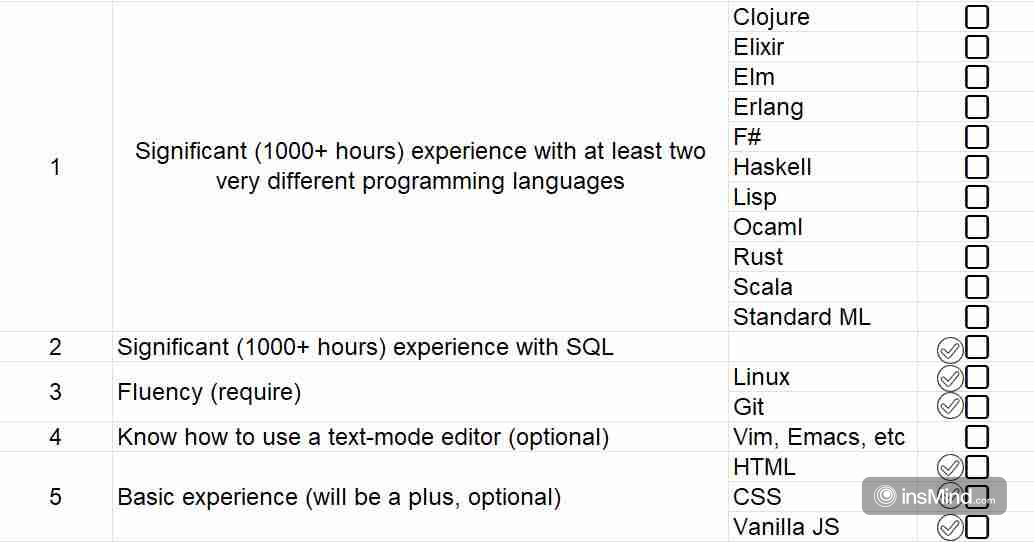 Clojure
Elixir
Elm
Erlang
F#
1
Significant (1000+ hours) experience with at least two
very different programming languages
Haskell
Lisp
Ocaml
Rust
Scala
Standard ML
2 Significant (1000+ hours) experience with SQL
3 Fluency (require)
Linux
Git
4 Know how to use a text-mode editor (optional) Vim, Emacs, etc
5 Basic experience (will be a plus, optional)
HTML
CSS
Vanilla JS
insMind.com